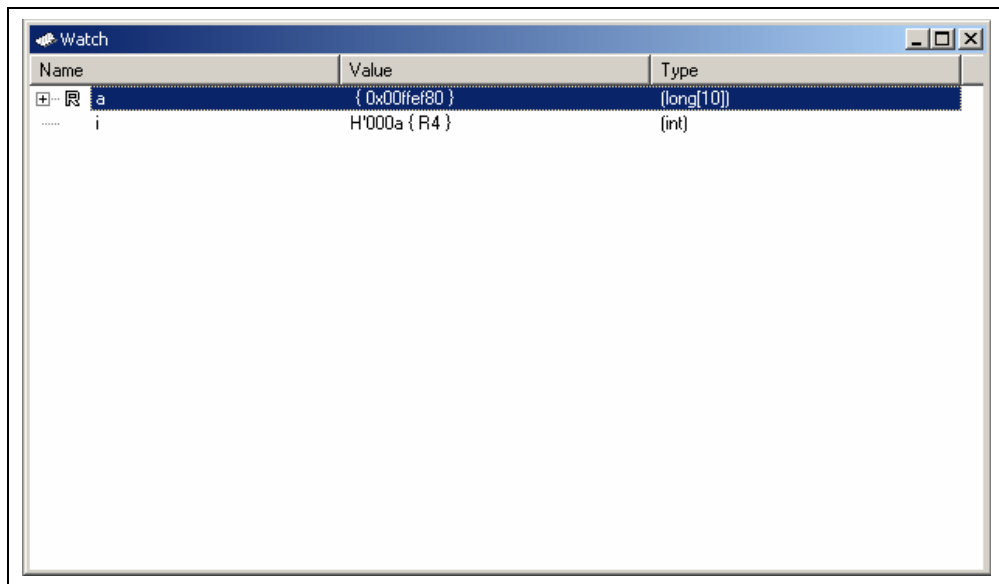 Watch
Name Value Type
R a { 0x00ffef80 } (long[10])
i H'000a { R4 } (int)